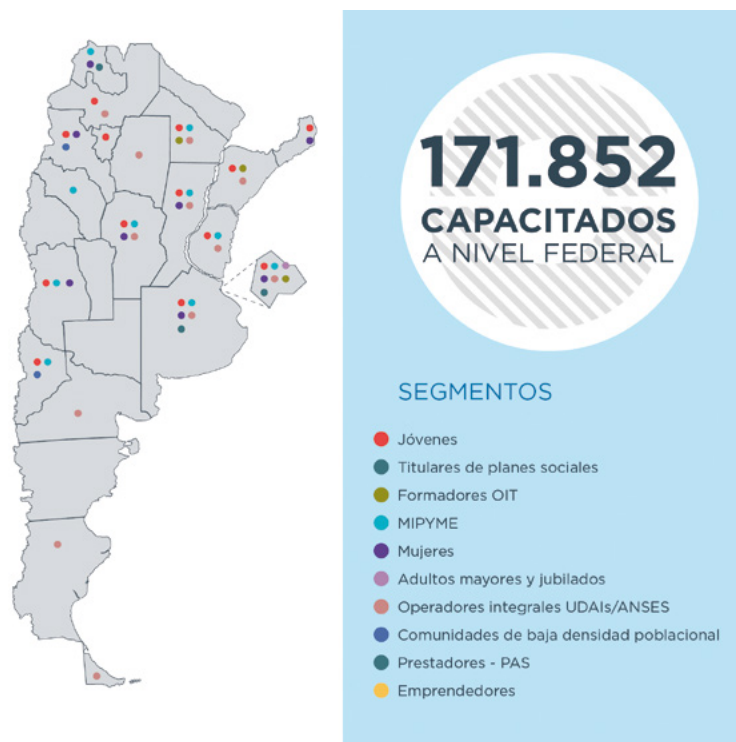 171.852
CAPACITADOS
A NIVEL FEDERAL
SEGMENTOS
Jóvenes
Titulares de planes sociales
Formadores OIT
MIPYME
Mujeres
Adultos mayores y jubilados
Operadores integrales UDAIs/ANSES
Comunidades de baja densidad poblacional
Prestadores - PAS
Emprendedores